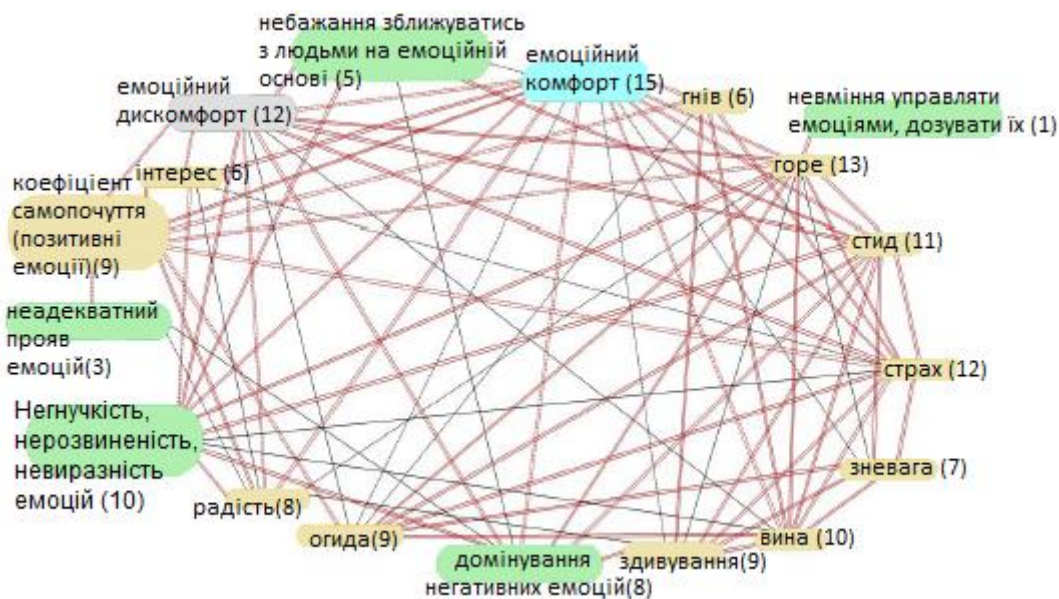 небажання зближуватись
з людьми на емоційній
основі (5)
емоційний
комфорт (15)
гнів (6)
невміння управляти
емоціями, дозувати їх (1)
емоційний
дискомфорт (12)
інтерес (6)
горе (13)
коефіцієнт
самопочуття
(позитивні
емоції)(9)
стид (11)
неадекватний
прояв
емоцій(3)
страх (12)
Негнучкість,
нерозвиненість,
невиразність
емоцій (10)
зневага (7)
радість(8)
огида(9)
вина (10)
домінування
негативних емоцій(8)
здивування(9)